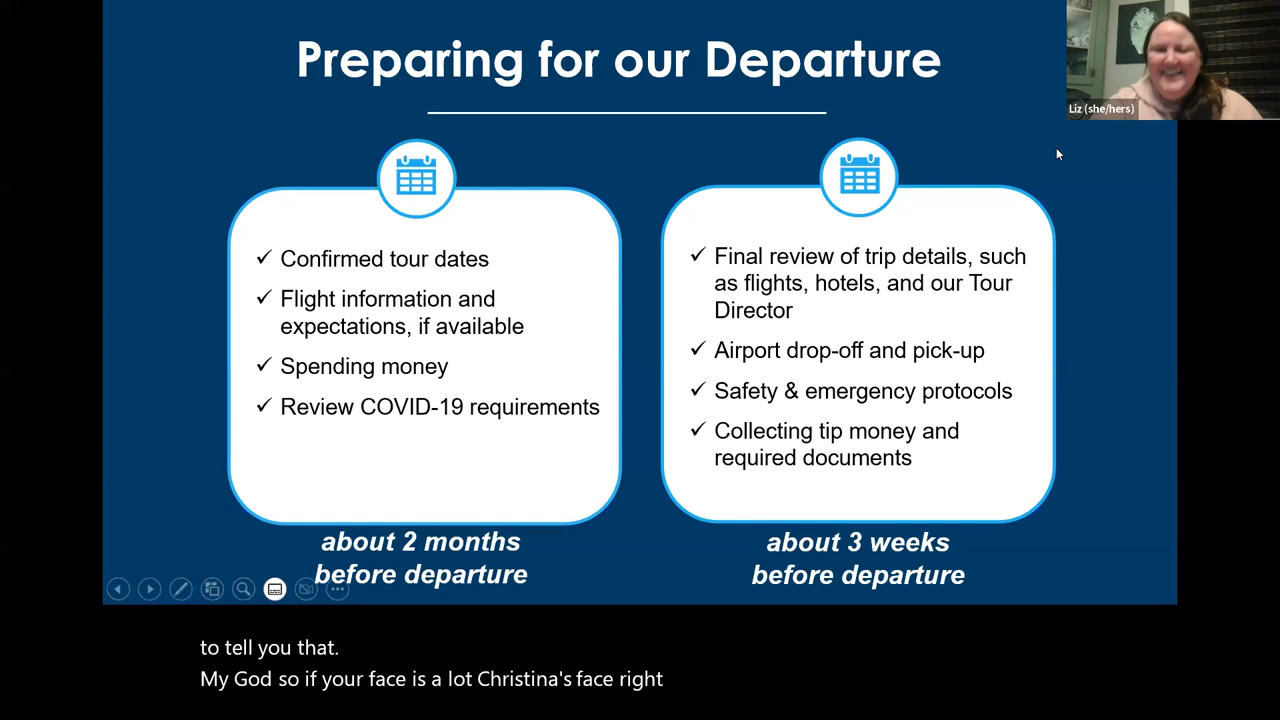 Preparing for our Departure
Liz (she/hers)
✓ Confirmed tour dates
✓ Flight information and
expectations, if available
✓ Spending money
✓ Review COVID-19 requirements
about 2 months
before departure
✓ Final review of trip details, such
as flights, hotels, and our Tour
Director
✓ Airport drop-off and pick-up
✓ Safety & emergency protocols
✓ Collecting tip money and
required documents
about 3 weeks
before departure
to tell you that.
My God so if your face is a lot Christina's face right